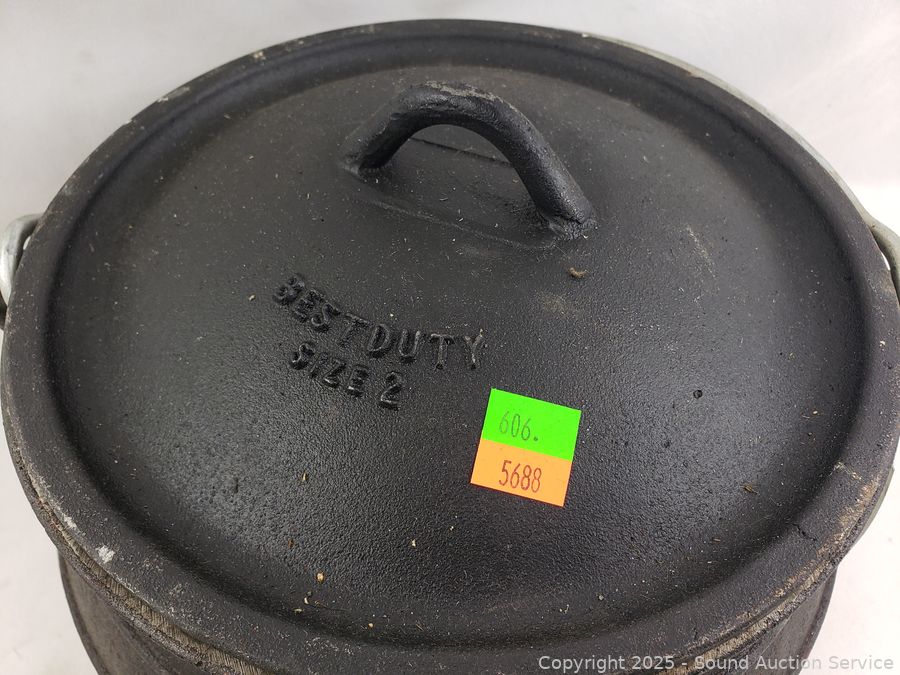 BESTDUTY
SIZE 2
606.
5688
Copyright © 2025 - Sound Auction Service